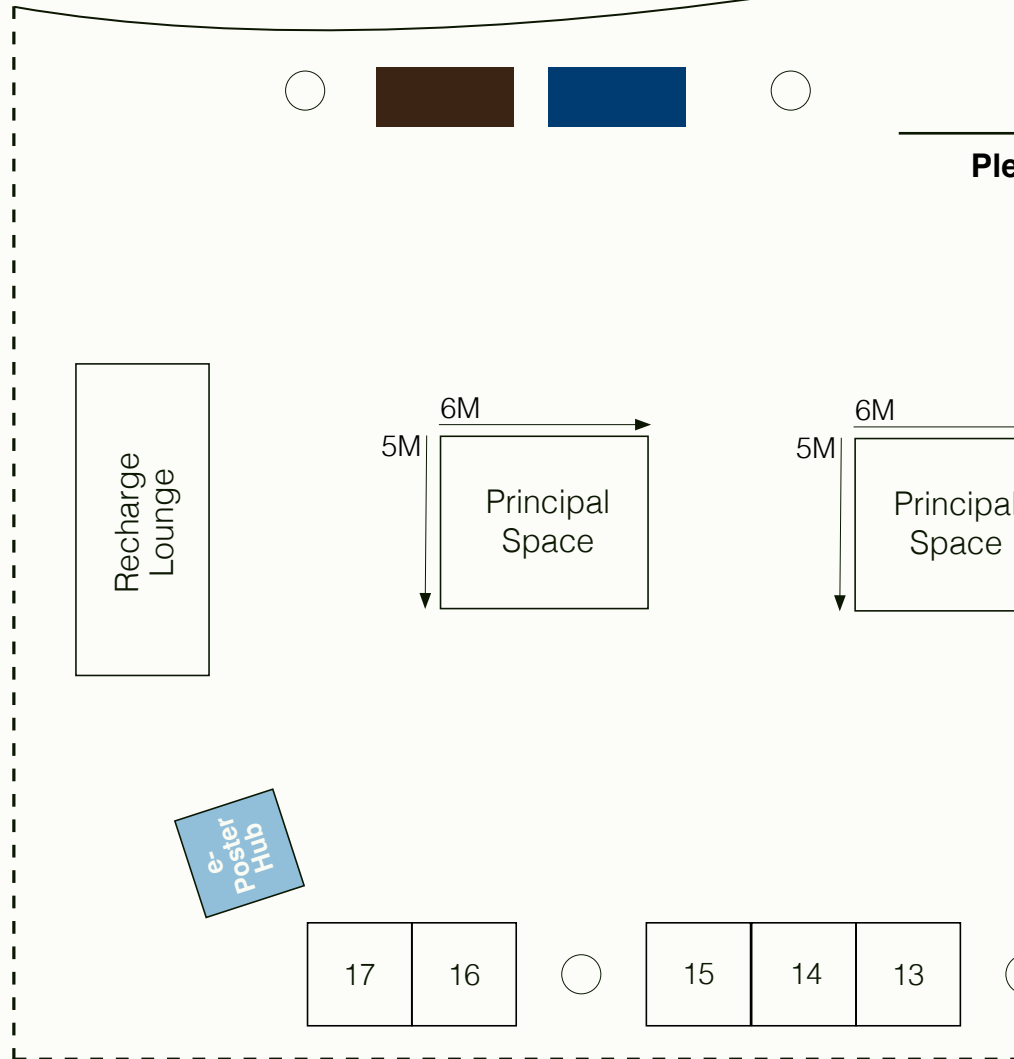 Ple
6M
6M
5M
5M
Recharge
Lounge
Principal
Space
Principal
Space
e-
Poster
Hub
17
16
15
14
13